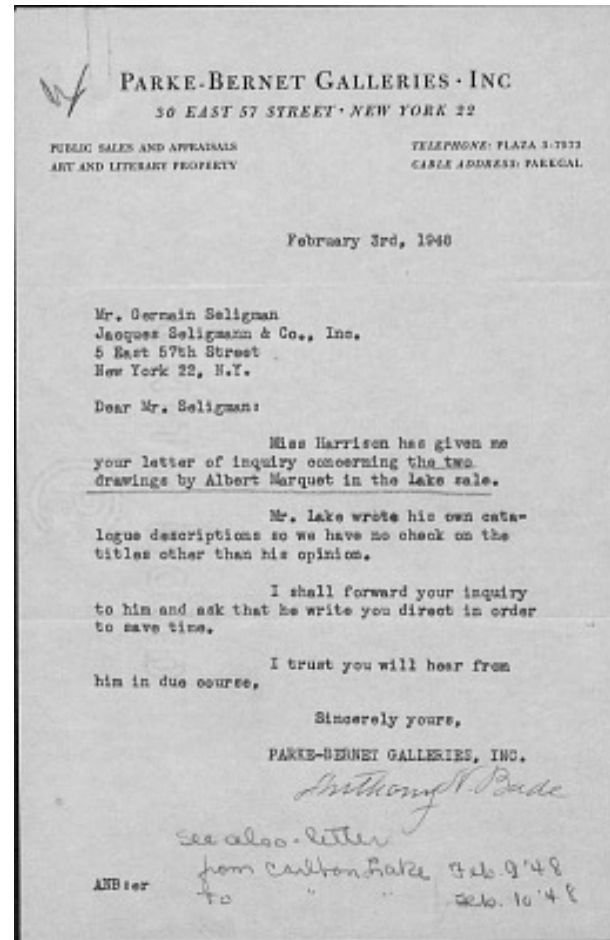 PARKE-BERNET GALLERIES · INC
30 EAST 57 STREET · NEW YORK 22
PUBLIC SALES AND APPRAISALS
ART AND LITERARY PROPERTY
TELEPHONE: PLAZA 3-7573
CABLE ADDRESS: PARKGAL
February 3rd, 1948
Mr. Germain Seligman
Jacques Seligmann & Co., Inc.
5 East 57th Street
New York 22, N.Y.
Dear Mr. Seligman:
Miss Harrison has given me
your letter of inquiry concerning the two
drawings by Albert Marquet in the Lake sale.
Mr. Lake wrote his own cata-
logue descriptions so we have no check on the
titles other than his opinion.
I shall forward your inquiry
to him and ask that he write you direct in order
to save time.
I trust you will hear from
him in due course.
Sincerely yours,
PARKE-BERNET GALLERIES, INC.
Anthony N. Bade
see also letter
from Carlton Lake Feb. 9 '48
ANB:er
to " " Feb. 10 '48